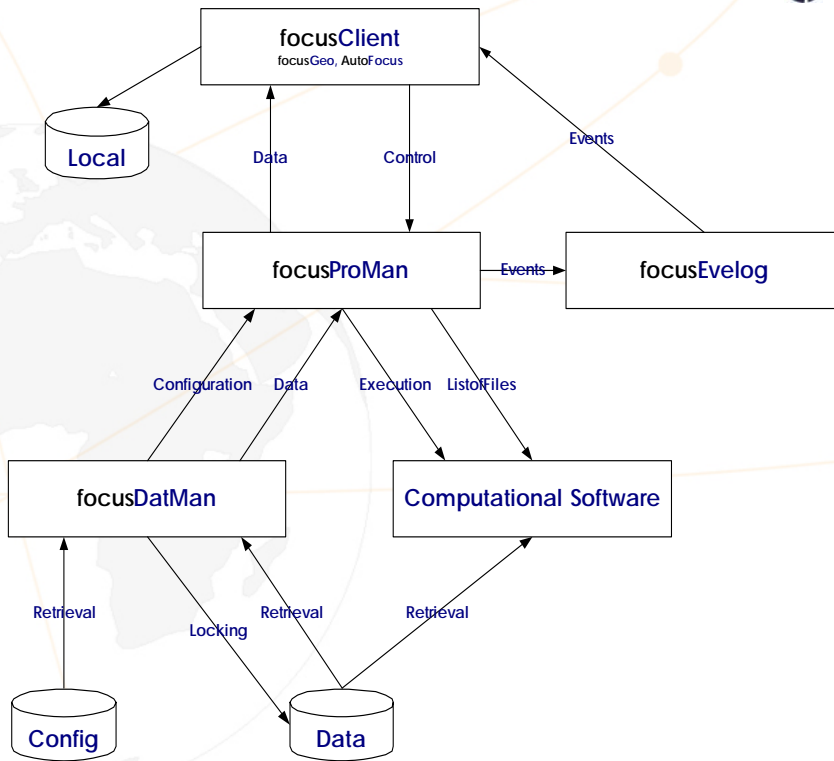 focusClient
focusGeo, AutoFocus
Local
Data
Control
Events
focusProMan
Events
focusEvelog
Configuration
Data
Execution
ListofFiles
focusDatMan
Computational Software
Retrieval
Locking
Retrieval
Retrieval
Config
Data